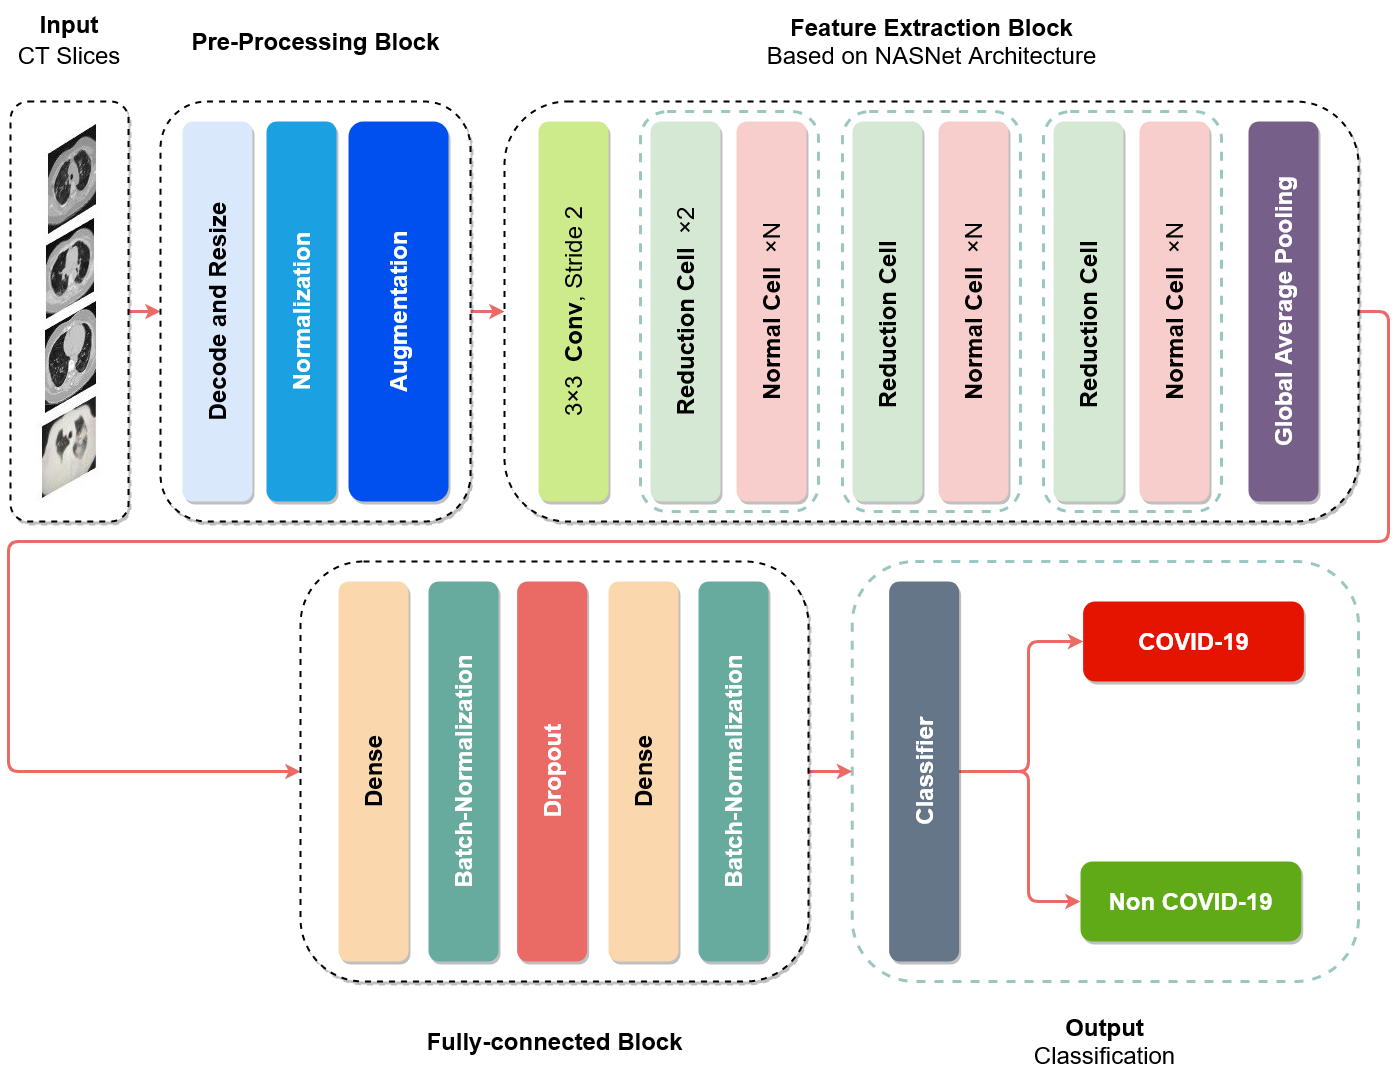 Input
CT Slices
Pre-Processing Block
Feature Extraction Block
Based on NASNet Architecture
Decode and Resize
Normalization
Augmentation
3×3 Conv, Stride 2
Reduction Cell ×2
Normal Cell ×N
Reduction Cell
Normal Cell ×N
Reduction Cell
Normal Cell ×N
Global Average Pooling
Dense
Batch-Normalization
Dropout
Dense
Batch-Normalization
Classifier
COVID-19
Non COVID-19
Fully-connected Block
Output
Classification